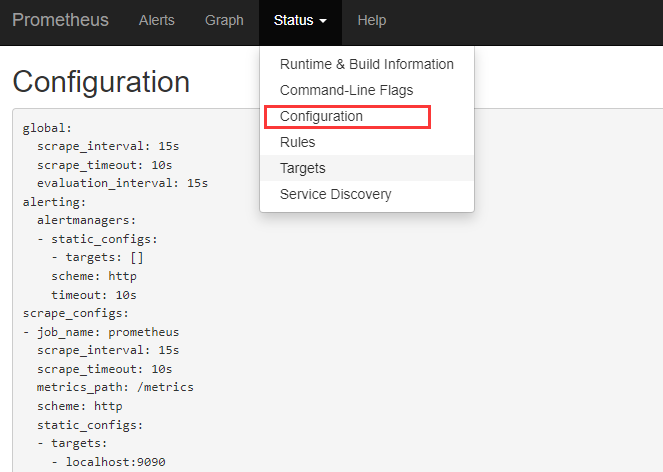 Prometheus Alerts Graph Status Help
Runtime & Build Information
Command-Line Flags
Configuration
Rules
Targets
Service Discovery
Configuration
global:
  scrape_interval: 15s
  scrape_timeout: 10s
  evaluation_interval: 15s
alerting:
  alertmanagers:
  - static_configs:
    - targets: []
    scheme: http
    timeout: 10s
scrape_configs:
- job_name: prometheus
  scrape_interval: 15s
  scrape_timeout: 10s
  metrics_path: /metrics
  scheme: http
  static_configs:
  - targets:
    - localhost:9090